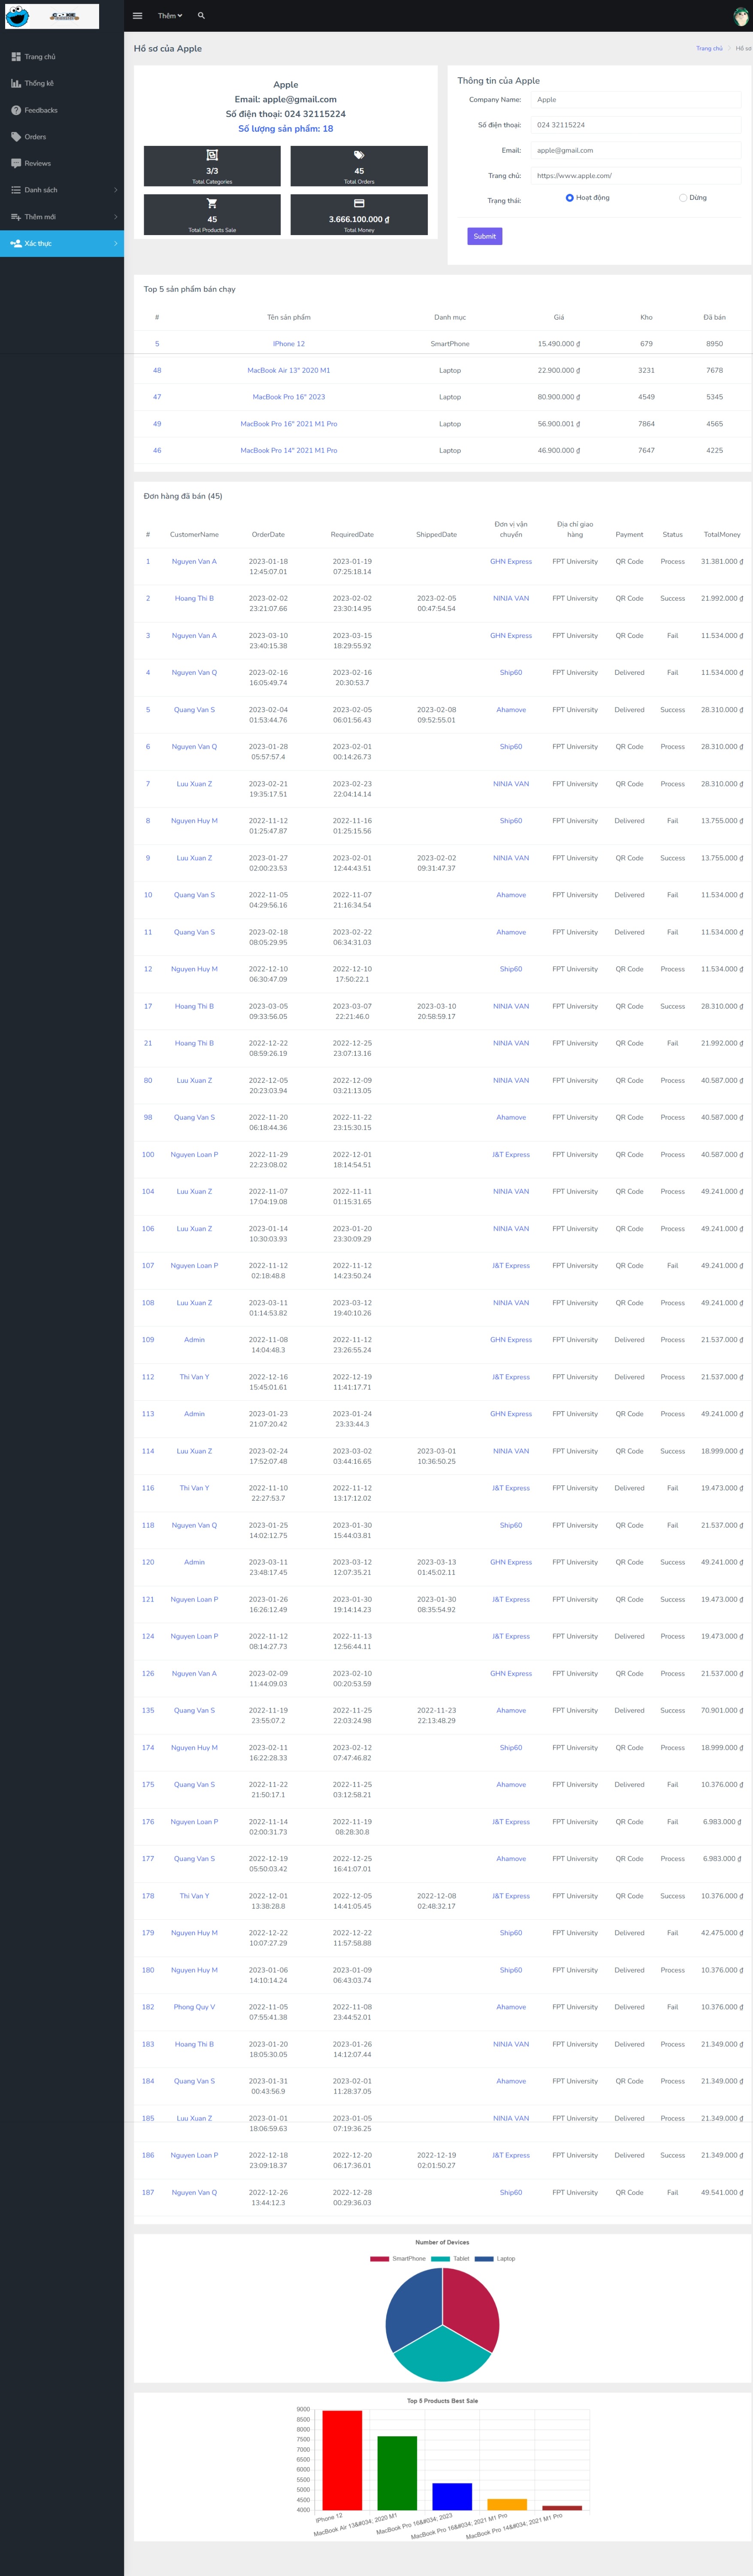 Thêm
Hồ sơ của Apple
Trang chủ
Hồ sơ
Trang chủ
Thống kê
Feedbacks
Orders
Reviews
Danh sách
Thêm mới
Xác thực
Apple
Email: apple@gmail.com
Số điện thoại: 024 32115224
Số lượng sản phẩm: 18
3/3
Total Categories
45
Total Orders
45
Total Products Sale
3.666.100.000 ₫
Total Money
Thông tin của Apple
Company Name: Apple
Số điện thoại: 024 32115224
Email: apple@gmail.com
Trang chủ: https://www.apple.com/
Trạng thái: Hoạt động Dừng
Submit
Top 5 sản phẩm bán chạy
# Tên sản phẩm Danh mục Giá Kho Đã bán
5 IPhone 12 SmartPhone 15.490.000 ₫ 679 8950
48 MacBook Air 13" 2020 M1 Laptop 22.900.000 ₫ 3231 7678
47 MacBook Pro 16" 2023 Laptop 80.900.000 ₫ 4549 5345
49 MacBook Pro 16" 2021 M1 Pro Laptop 56.900.001 ₫ 7864 4565
46 MacBook Pro 14" 2021 M1 Pro Laptop 46.900.000 ₫ 7647 4225
Đơn hàng đã bán (45)
# CustomerName OrderDate RequiredDate ShippedDate Đơn vị vận chuyển Địa chỉ giao hàng Payment Status TotalMoney
1 Nguyen Van A 2023-01-18 12:45:07.01 2023-01-19 07:25:18.14 GHN Express FPT University QR Code Process 31.381.000 ₫
2 Hoang Thi B 2023-02-02 23:21:07.66 2023-02-02 23:30:14.95 2023-02-05 00:47:54.54 NINJA VAN FPT University QR Code Success 21.992.000 ₫
3 Nguyen Van A 2023-03-10 23:40:15.38 2023-03-15 18:29:55.92 GHN Express FPT University QR Code Fail 11.534.000 ₫
4 Nguyen Van Q 2023-02-16 16:05:49.74 2023-02-16 20:30:53.7 Ship60 FPT University Delivered Fail 11.534.000 ₫
5 Quang Van S 2023-02-04 01:53:44.76 2023-02-05 06:01:56.43 2023-02-08 09:52:55.01 Ahamove FPT University Delivered Success 28.310.000 ₫
6 Nguyen Van Q 2023-01-28 05:57:57.4 2023-02-01 00:14:26.73 Ship60 FPT University QR Code Process 28.310.000 ₫
7 Luu Xuan Z 2023-02-21 19:35:17.51 2023-02-23 22:04:14.14 NINJA VAN FPT University QR Code Process 28.310.000 ₫
8 Nguyen Huy M 2022-11-12 01:25:47.87 2022-11-16 01:25:15.56 Ship60 FPT University Delivered Fail 13.755.000 ₫
9 Luu Xuan Z 2023-01-27 02:00:23.53 2023-02-01 12:44:43.51 2023-02-02 09:31:47.37 NINJA VAN FPT University QR Code Success 13.755.000 ₫
10 Quang Van S 2022-11-05 04:29:56.16 2022-11-07 21:16:34.54 Ahamove FPT University Delivered Fail 11.534.000 ₫
11 Quang Van S 2023-02-18 08:05:29.95 2023-02-22 06:34:31.03 Ahamove FPT University Delivered Fail 11.534.000 ₫
12 Nguyen Huy M 2022-12-10 06:30:47.09 2022-12-10 17:50:22.1 Ship60 FPT University QR Code Process 11.534.000 ₫
17 Hoang Thi B 2023-03-05 09:33:56.05 2023-03-07 22:21:46.0 2023-03-10 20:58:59.17 NINJA VAN FPT University QR Code Success 28.310.000 ₫
21 Hoang Thi B 2022-12-22 08:59:26.19 2022-12-25 23:07:13.16 NINJA VAN FPT University QR Code Fail 21.992.000 ₫
80 Luu Xuan Z 2022-12-05 20:23:03.94 2022-12-09 03:21:13.05 NINJA VAN FPT University QR Code Process 40.587.000 ₫
98 Quang Van S 2022-11-20 06:18:44.36 2022-11-22 23:15:30.15 Ahamove FPT University QR Code Process 40.587.000 ₫
100 Nguyen Loan P 2022-11-29 22:23:08.02 2022-12-01 18:14:54.51 J&T Express FPT University QR Code Process 40.587.000 ₫
104 Luu Xuan Z 2022-11-07 17:04:19.08 2022-11-11 01:15:31.65 NINJA VAN FPT University QR Code Process 49.241.000 ₫
106 Luu Xuan Z 2023-01-14 10:30:03.93 2023-01-20 23:30:09.29 NINJA VAN FPT University QR Code Process 49.241.000 ₫
107 Nguyen Loan P 2022-11-12 02:18:48.8 2022-11-12 14:23:50.24 J&T Express FPT University QR Code Fail 49.241.000 ₫
108 Luu Xuan Z 2023-03-11 01:14:53.82 2023-03-12 19:40:10.26 NINJA VAN FPT University QR Code Process 49.241.000 ₫
109 Admin 2022-11-08 14:04:48.3 2022-11-12 23:26:55.24 GHN Express FPT University Delivered Process 21.537.000 ₫
112 Thi Van Y 2022-12-16 15:45:01.61 2022-12-19 11:41:17.71 J&T Express FPT University Delivered Process 21.537.000 ₫
113 Admin 2023-01-23 21:07:20.42 2023-01-24 23:33:44.3 GHN Express FPT University QR Code Process 49.241.000 ₫
114 Luu Xuan Z 2023-02-24 17:52:07.48 2023-03-02 03:44:16.65 2023-03-01 10:36:50.25 NINJA VAN FPT University QR Code Success 18.999.000 ₫
116 Thi Van Y 2022-11-10 22:27:53.7 2022-11-12 13:17:12.02 J&T Express FPT University Delivered Fail 19.473.000 ₫
118 Nguyen Van Q 2023-01-25 14:02:12.75 2023-01-30 15:44:03.81 Ship60 FPT University QR Code Fail 21.537.000 ₫
120 Admin 2023-03-11 23:48:17.45 2023-03-12 12:07:35.21 2023-03-13 01:45:02.11 GHN Express FPT University QR Code Success 49.241.000 ₫
121 Nguyen Loan P 2023-01-26 16:26:12.49 2023-01-30 19:14:14.23 2023-01-30 08:35:54.92 J&T Express FPT University QR Code Success 19.473.000 ₫
124 Nguyen Loan P 2022-11-12 08:14:27.73 2022-11-13 12:56:44.11 J&T Express FPT University Delivered Process 19.473.000 ₫
126 Nguyen Van A 2023-02-09 11:44:09.03 2023-02-10 00:20:53.59 GHN Express FPT University QR Code Process 21.537.000 ₫
135 Quang Van S 2022-11-19 23:55:07.2 2022-11-25 22:03:24.98 2022-11-23 22:13:48.29 Ahamove FPT University Delivered Success 70.901.000 ₫
174 Nguyen Huy M 2023-02-11 16:22:28.33 2023-02-12 07:47:46.82 Ship60 FPT University QR Code Process 18.999.000 ₫
175 Quang Van S 2022-11-22 21:50:17.1 2022-11-25 03:12:58.21 Ahamove FPT University Delivered Fail 10.376.000 ₫
176 Nguyen Loan P 2022-11-14 02:00:31.73 2022-11-19 08:28:30.8 J&T Express FPT University QR Code Fail 6.983.000 ₫
177 Quang Van S 2022-12-19 05:50:03.42 2022-12-25 16:41:07.01 Ahamove FPT University QR Code Process 6.983.000 ₫
178 Thi Van Y 2022-12-01 13:38:28.8 2022-12-05 14:41:05.45 2022-12-08 02:48:32.17 J&T Express FPT University QR Code Success 10.376.000 ₫
179 Nguyen Huy M 2022-12-22 10:07:27.29 2022-12-22 11:57:58.88 Ship60 FPT University Delivered Fail 42.475.000 ₫
180 Nguyen Huy M 2023-01-06 14:10:14.24 2023-01-09 06:43:03.74 Ship60 FPT University Delivered Process 10.376.000 ₫
182 Phong Quy V 2022-11-05 07:55:41.38 2022-11-08 23:44:52.01 Ahamove FPT University Delivered Fail 10.376.000 ₫
183 Hoang Thi B 2023-01-20 18:05:30.05 2023-01-26 14:12:07.44 NINJA VAN FPT University Delivered Process 21.349.000 ₫
184 Quang Van S 2023-01-31 00:43:56.9 2023-02-01 11:28:37.05 Ahamove FPT University QR Code Process 21.349.000 ₫
185 Luu Xuan Z 2023-01-01 18:06:59.63 2023-01-05 07:19:36.25 NINJA VAN FPT University Delivered Process 21.349.000 ₫
186 Nguyen Loan P 2022-12-18 23:09:18.37 2022-12-20 06:17:36.01 2022-12-19 02:01:50.27 J&T Express FPT University Delivered Success 21.349.000 ₫
187 Nguyen Van Q 2022-12-26 13:44:12.3 2022-12-28 00:29:36.03 Ship60 FPT University QR Code Fail 49.541.000 ₫
Number of Devices
SmartPhone Tablet Laptop
Top 5 Products Best Sale
9000
8500
8000
7500
7000
6500
6000
5500
5000
4500
4000
IPhone 12
MacBook Air 13&#034; 2020 M1
MacBook Pro 16&#034; 2023
MacBook Pro 16&#034; 2021 M1 Pro
MacBook Pro 14&#034; 2021 M1 Pro